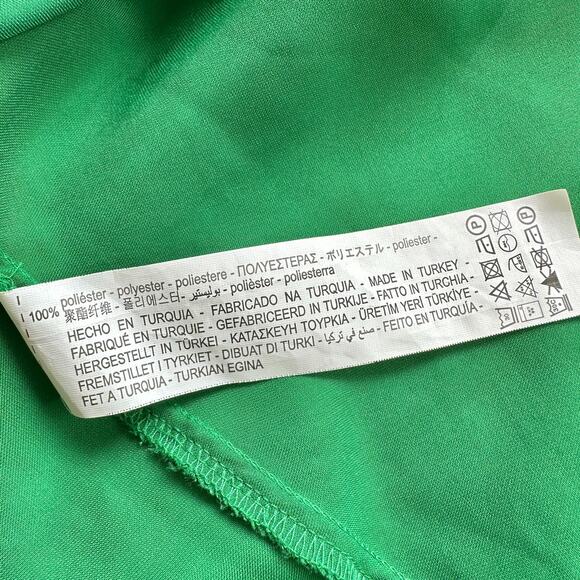 100% poliéster - polyester - poliestere - ΠΟΛΥΕΣΤΕΡΑΣ - ポリエステル - poliester -
聚酯纤维 - 폴리에스터 - بوليستير - polièster - poliesterra
HECHO EN TURQUIA - FABRICADO NA TURQUIA - MADE IN TURKEY -
FABRIQUÉ EN TURQUIE - GEFABRICEERD IN TURKIJE - FATTO IN TURCHIA -
HERGESTELLT IN TÜRKEI - ΚΑΤΑΣΚΕΥΗ ΤΟΥΡΚΙΑ - ÜRETİM YERİ TÜRKİYE -
FREMSTILLET I TYRKIET - DIBUAT DI TURKI - صنع في تركيا - FEITO EN TURQUÍA -
FET A TURQUIA - TURKIAN EGINA